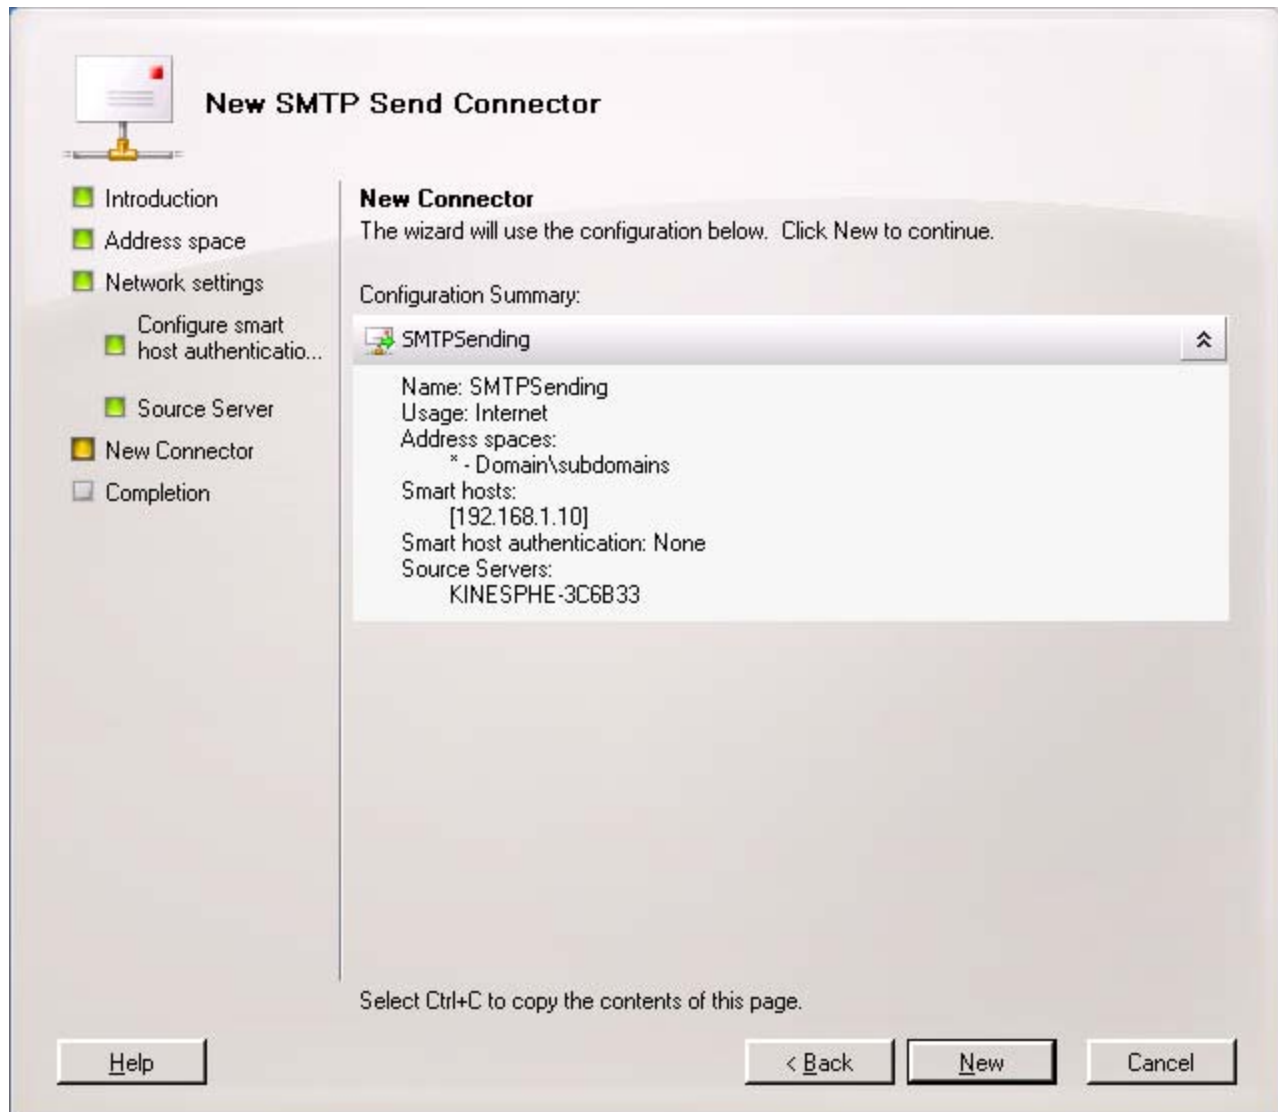 New SMTP Send Connector
Introduction
Address space
Network settings
Configure smart
host authenticatio...
Source Server
New Connector
Completion
New Connector
The wizard will use the configuration below. Click New to continue.
Configuration Summary:
SMTPSending
Name: SMTPSending
Usage: Internet
Address spaces:
* - Domain\subdomains
Smart hosts:
[192.168.1.10]
Smart host authentication: None
Source Servers:
KINESPHE-3C6B33
Select Ctrl+C to copy the contents of this page.
Help
< Back
New
Cancel